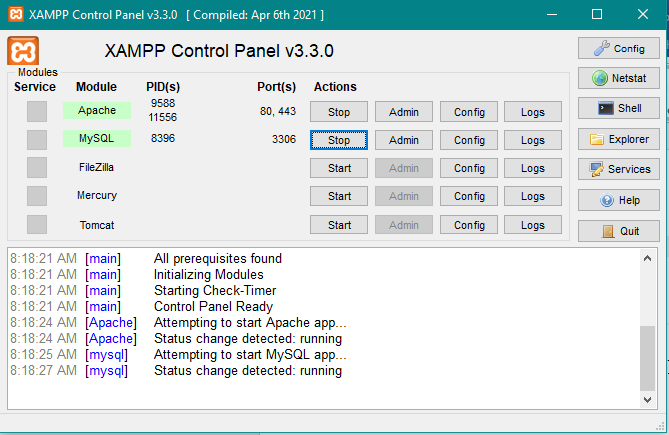 XAMPP Control Panel v3.3.0 [ Compiled: Apr 6th 2021 ]
XAMPP Control Panel v3.3.0
Config
Modules
Service Module PID(s) Port(s) Actions
Netstat
Apache 9588 11556 80, 443 Stop Admin Config Logs
Shell
MySQL 8396 3306 Stop Admin Config Logs
Explorer
FileZilla Start Admin Config Logs
Services
Mercury Start Admin Config Logs
Help
Tomcat Start Admin Config Logs
Quit
8:18:21 AM [main] All prerequisites found
8:18:21 AM [main] Initializing Modules
8:18:21 AM [main] Starting Check-Timer
8:18:21 AM [main] Control Panel Ready
8:18:24 AM [Apache] Attempting to start Apache app...
8:18:24 AM [Apache] Status change detected: running
8:18:25 AM [mysql] Attempting to start MySQL app...
8:18:27 AM [mysql] Status change detected: running